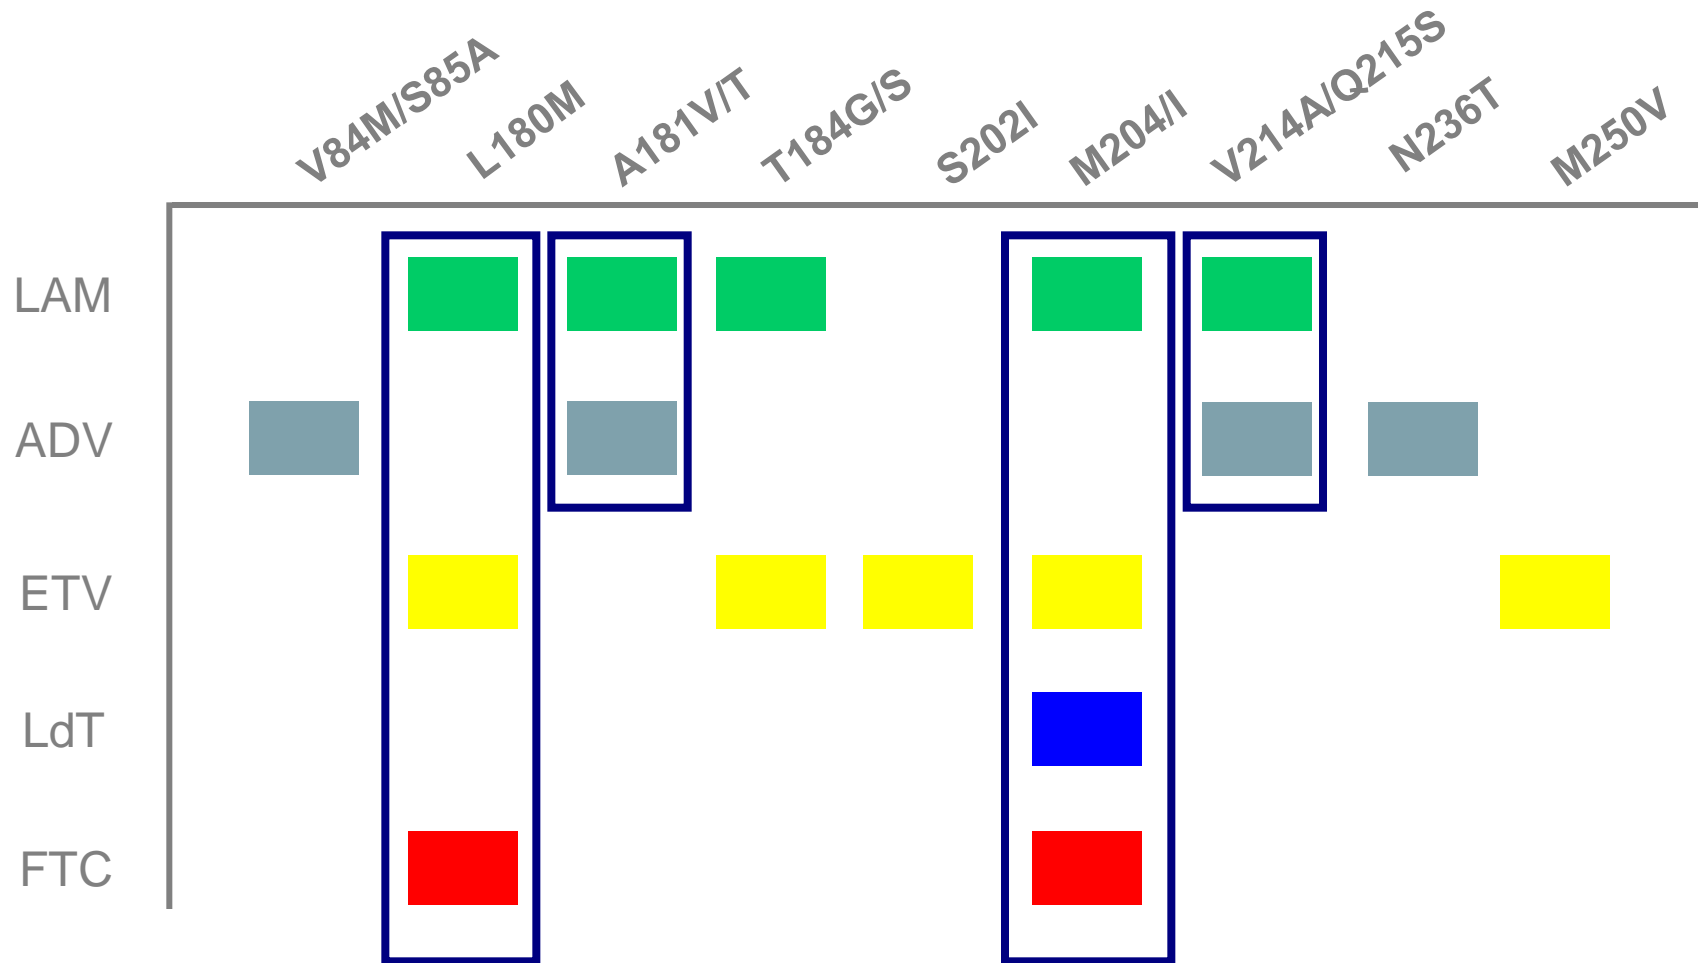 V84M/S85A
L180M
A181V/T
T184G/S
S202I
M204/I
V214A/Q215S
N236T
M250V
LAM
ADV
ETV
LdT
FTC